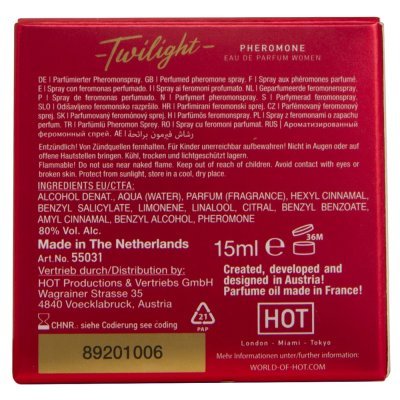 Twilight
PHEROMONE
EAU DE PARFUM WOMEN
DE | Parfümierter Pheromonspray. GB | Perfumed pheromone spray. F | Spray aux phéromones parfumé.
E | Spray con feromonas perfumado. I | Spray ai feromoni profumato. NL | Geparfumeerde feromonenspray.
P | Spray de feromonas perfumado. N | Parfymert feromonspray. S | Parfymerad feromonspray.
SLO | Odišavljeno feromonsko razpršilo. HR | Parfimirani feromonski sprej. CZ | Parfémovaný feromonový
sprej. SK | Parfumovaný feromónový sprej. H | Parfümös feromonspray. PL | Spray z feromonami o zapachu
perfum. TR | Parfümlü Pheromon Sprey. RO | Spray cu feromoni parfumat. RUS | Ароматизированный
феромонный спрей. AE | رشاش فيرمون برائحة
Entzündlich! Von Zündquellen fernhalten. Für Kinder unerreichbar aufbewahren! Nicht in Augen oder auf
offene Hautstellen bringen. Kühl, trocken und lichtgeschützt lagern.
Flammable! Do not use near naked flame. Keep out of reach of children. Avoid contact with eyes or
broken skin. Protect from sunlight, store in a cool, dry place.
INGREDIENTS EU/CTFA:
ALCOHOL DENAT., AQUA (WATER), PARFUM (FRAGRANCE), HEXYL CINNAMAL,
BENZYL SALICYLATE, LIMONENE, LINALOOL, CITRAL, BENZYL BENZOATE,
AMYL CINNAMAL, BENZYL ALCOHOL, PHEROMONE
80% Vol. Alc.
Made in The Netherlands
Art.No. 55031
15ml e
36M
Vertrieb durch/Distribution by:
HOT Productions & Vertriebs GmbH
Wagrainer Strasse 35
4840 Voecklabruck, Austria
21
PAP
Created, developed and
designed in Austria!
Parfume oil made in France!
CHNR.: siehe Codierung see coding
89201006
HOT
London - Miami - Tokyo
Mehr Informationen unter/further information:
WORLD-OF-HOT.COM